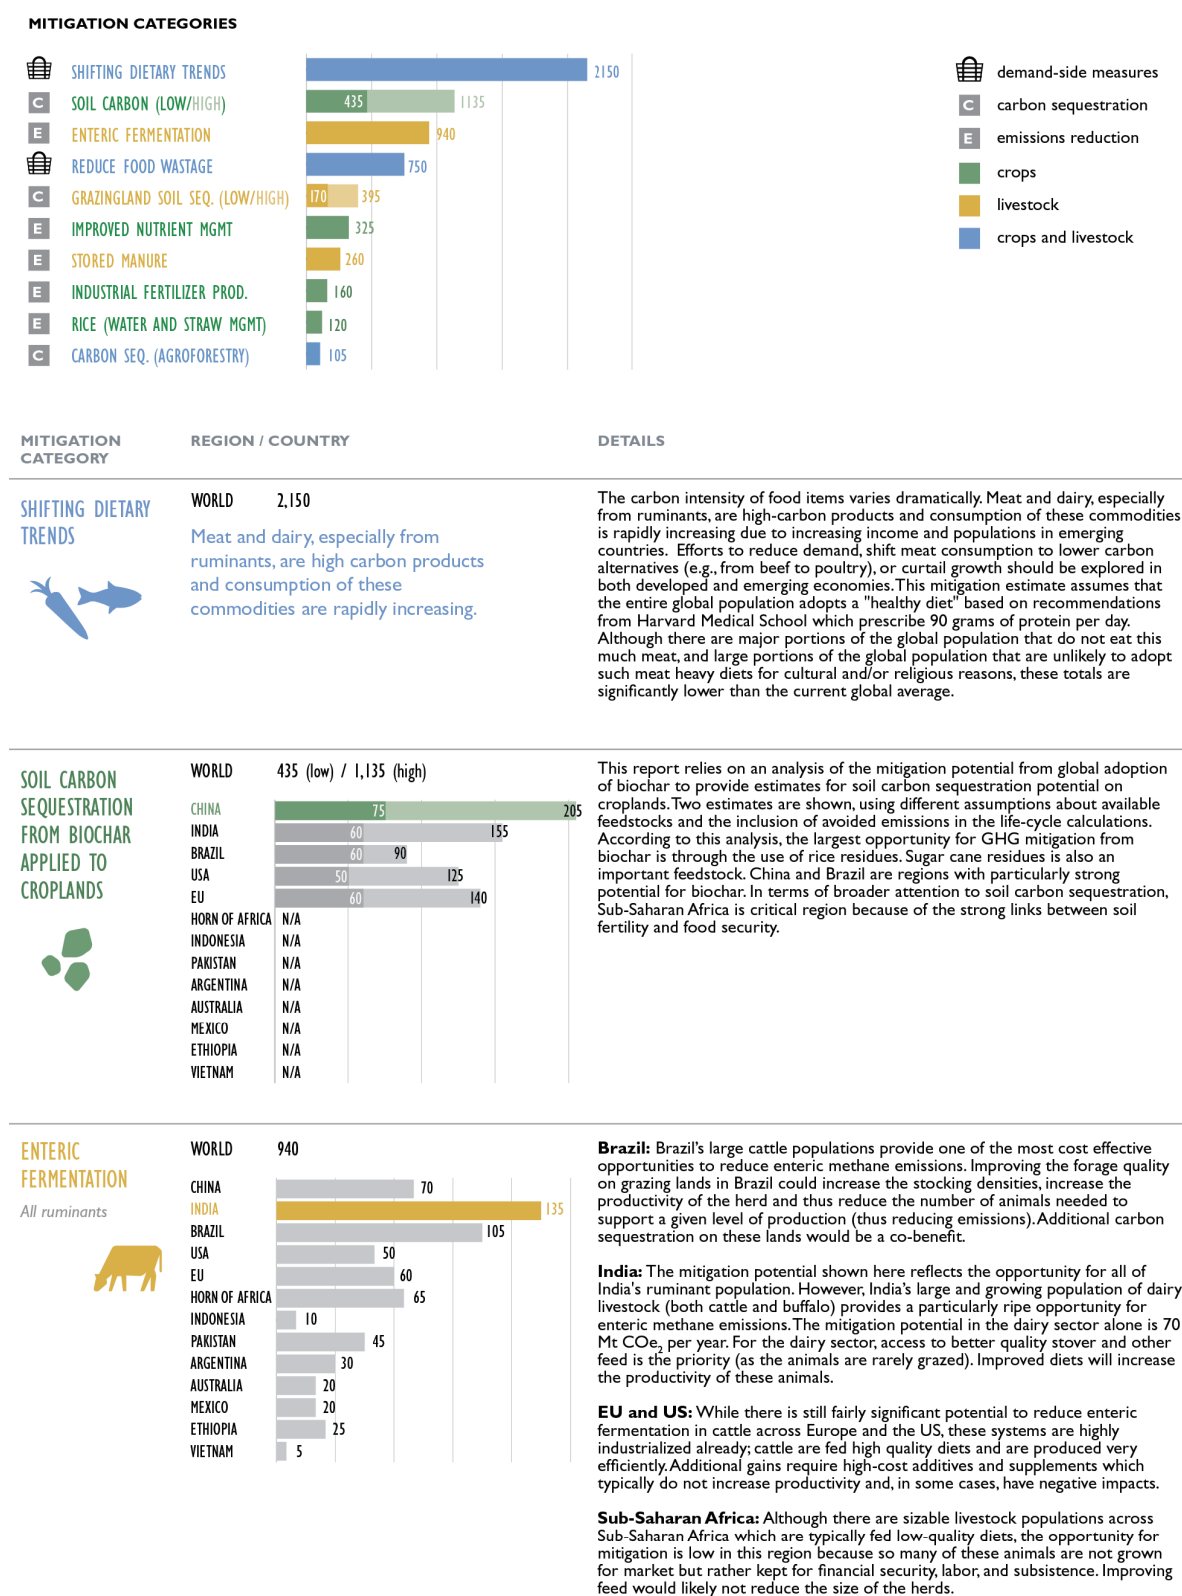 MITIGATION CATEGORIES
SHIFTING DIETARY TRENDS 2150
C SOIL CARBON (LOW/HIGH) 435 1135
E ENTERIC FERMENTATION 940
REDUCE FOOD WASTAGE 750
C GRAZINGLAND SOIL SEQ. (LOW/HIGH) 170 395
E IMPROVED NUTRIENT MGMT 325
E STORED MANURE 260
E INDUSTRIAL FERTILIZER PROD. 160
E RICE (WATER AND STRAW MGMT) 120
C CARBON SEQ. (AGROFORESTRY) 105
demand-side measures
C carbon sequestration
E emissions reduction
crops
livestock
crops and livestock
MITIGATION
CATEGORY
REGION / COUNTRY
DETAILS
SHIFTING DIETARY
TRENDS
WORLD 2,150
Meat and dairy, especially from
ruminants, are high carbon products
and consumption of these
commodities are rapidly increasing.
The carbon intensity of food items varies dramatically. Meat and dairy, especially
from ruminants, are high-carbon products and consumption of these commodities
is rapidly increasing due to increasing income and populations in emerging
countries. Efforts to reduce demand, shift meat consumption to lower carbon
alternatives (e.g., from beef to poultry), or curtail growth should be explored in
both developed and emerging economies. This mitigation estimate assumes that
the entire global population adopts a "healthy diet" based on recommendations
from Harvard Medical School which prescribe 90 grams of protein per day.
Although there are major portions of the global population that do not eat this
much meat, and large portions of the global population that are unlikely to adopt
such meat heavy diets for cultural and/or religious reasons, these totals are
significantly lower than the current global average.
SOIL CARBON
SEQUESTRATION
FROM BIOCHAR
APPLIED TO
CROPLANDS
WORLD 435 (low) / 1,135 (high)
CHINA 75 205
INDIA 60 155
BRAZIL 60 90
USA 50 125
EU 60 140
HORN OF AFRICA N/A
INDONESIA N/A
PAKISTAN N/A
ARGENTINA N/A
AUSTRALIA N/A
MEXICO N/A
ETHIOPIA N/A
VIETNAM N/A
This report relies on an analysis of the mitigation potential from global adoption
of biochar to provide estimates for soil carbon sequestration potential on
croplands. Two estimates are shown, using different assumptions about available
feedstocks and the inclusion of avoided emissions in the life-cycle calculations.
According to this analysis, the largest opportunity for GHG mitigation from
biochar is through the use of rice residues. Sugar cane residues is also an
important feedstock. China and Brazil are regions with particularly strong
potential for biochar. In terms of broader attention to soil carbon sequestration,
Sub-Saharan Africa is critical region because of the strong links between soil
fertility and food security.
ENTERIC
FERMENTATION
All ruminants
WORLD 940
CHINA 70
INDIA 135
BRAZIL 105
USA 50
EU 60
HORN OF AFRICA 65
INDONESIA 10
PAKISTAN 45
ARGENTINA 30
AUSTRALIA 20
MEXICO 20
ETHIOPIA 25
VIETNAM 5
Brazil: Brazil's large cattle populations provide one of the most cost effective
opportunities to reduce enteric methane emissions. Improving the forage quality
on grazing lands in Brazil could increase the stocking densities, increase the
productivity of the herd and thus reduce the number of animals needed to
support a given level of production (thus reducing emissions). Additional carbon
sequestration on these lands would be a co-benefit.
India: The mitigation potential shown here reflects the opportunity for all of
India's ruminant population. However, India's large and growing population of dairy
livestock (both cattle and buffalo) provides a particularly ripe opportunity for
enteric methane emissions. The mitigation potential in the dairy sector alone is 70
Mt COe2 per year. For the dairy sector, access to better quality stover and other
feed is the priority (as the animals are rarely grazed). Improved diets will increase
the productivity of these animals.
EU and US: While there is still fairly significant potential to reduce enteric
fermentation in cattle across Europe and the US, these systems are highly
industrialized already; cattle are fed high quality diets and are produced very
efficiently. Additional gains require high-cost additives and supplements which
typically do not increase productivity and, in some cases, have negative impacts.
Sub-Saharan Africa: Although there are sizable livestock populations across
Sub-Saharan Africa which are typically fed low-quality diets, the opportunity for
mitigation is low in this region because so many of these animals are not grown
for market but rather kept for financial security, labor, and subsistence. Improving
feed would likely not reduce the size of the herds.